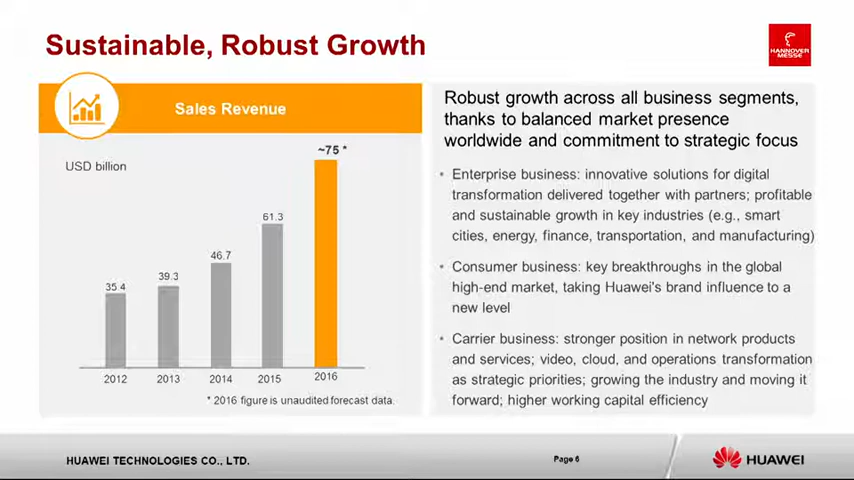 Sustainable, Robust Growth
HANNOVER
MESSE
Sales Revenue
USD billion
~75 *
61.3
46.7
39.3
35.4
2012 2013 2014 2015 2016
* 2016 figure is unaudited forecast data.
Robust growth across all business segments,
thanks to balanced market presence
worldwide and commitment to strategic focus
• Enterprise business: innovative solutions for digital
transformation delivered together with partners; profitable
and sustainable growth in key industries (e.g., smart
cities, energy, finance, transportation, and manufacturing)
• Consumer business: key breakthroughs in the global
high-end market, taking Huawei's brand influence to a
new level
• Carrier business: stronger position in network products
and services; video, cloud, and operations transformation
as strategic priorities; growing the industry and moving it
forward; higher working capital efficiency
HUAWEI TECHNOLOGIES CO., LTD.
Page 6
HUAWEI